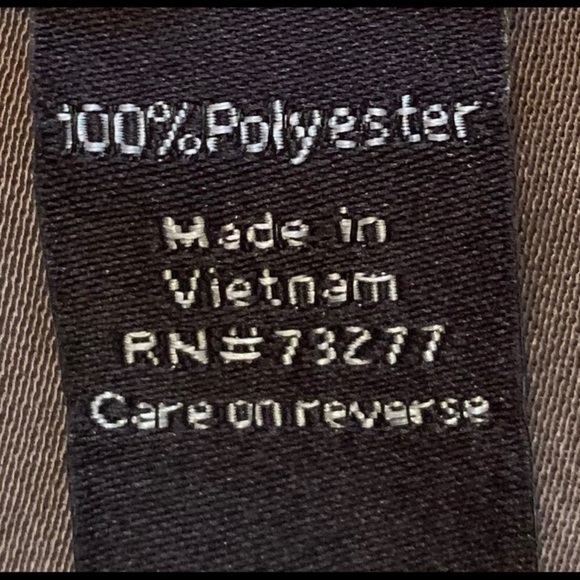 100%Polyester
Made in
Vietnam
RN#73277
Care on reverse